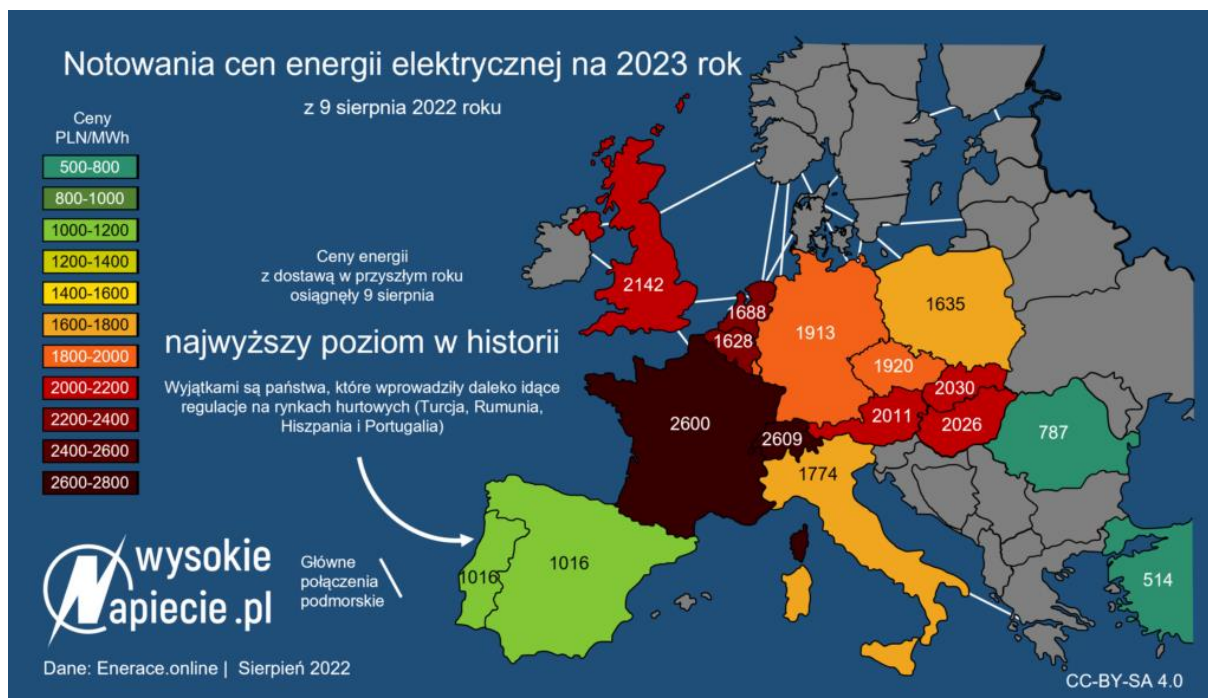 Notowania cen energii elektrycznej na 2023 rok
z 9 sierpnia 2022 roku
Ceny
PLN/MWh
500-800
800-1000
1000-1200
1200-1400
1400-1600
1600-1800
1800-2000
2000-2200
2200-2400
2400-2600
2600-2800
Ceny energii
z dostawą w przyszłym roku
osiągnęły 9 sierpnia
najwyższy poziom w historii
Wyjątkami są państwa, które wprowadziły daleko idące
regulacje na rynkach hurtowych (Turcja, Rumunia,
Hiszpania i Portugalia)
2142
1688
1628
1913
1635
1920
2030
2011
2026
787
2600
2609
1774
1016
1016
514
wysokie
Napiecie.pl
Główne
połączenia
podmorskie
Dane: Enerace.online | Sierpień 2022
CC-BY-SA 4.0